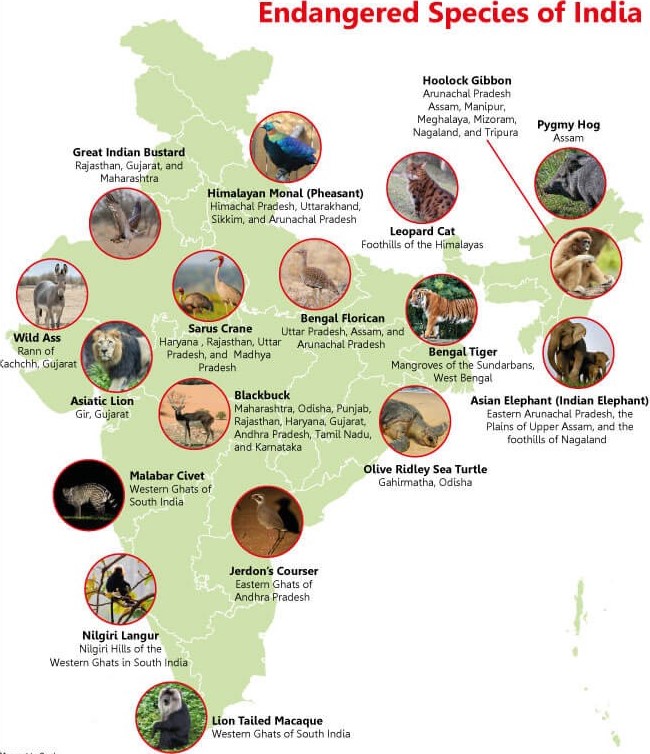 Endangered Species of India
Hoolock Gibbon
Arunachal Pradesh
Assam, Manipur,
Meghalaya, Mizoram,
Nagaland, and Tripura
Pygmy Hog
Assam
Great Indian Bustard
Rajasthan, Gujarat, and
Maharashtra
Himalayan Monal (Pheasant)
Himachal Pradesh, Uttarakhand,
Sikkim, and Arunachal Pradesh
Leopard Cat
Foothills of the Himalayas
Wild Ass
Rann of
Kachchh, Gujarat
Sarus Crane
Haryana , Rajasthan, Uttar
Pradesh, and Madhya
Pradesh
Bengal Florican
Uttar Pradesh, Assam, and
Arunachal Pradesh
Bengal Tiger
Mangroves of the Sundarbans,
West Bengal
Asiatic Lion
Gir, Gujarat
Blackbuck
Maharashtra, Odisha, Punjab,
Rajasthan, Haryana, Gujarat,
Andhra Pradesh, Tamil Nadu,
and Karnataka
Asian Elephant (Indian Elephant)
Eastern Arunachal Pradesh, the
Plains of Upper Assam, and the
foothills of Nagaland
Olive Ridley Sea Turtle
Gahirmatha, Odisha
Malabar Civet
Western Ghats of
South India
Jerdon's Courser
Eastern Ghats of
Andhra Pradesh
Nilgiri Langur
Nilgiri Hills of the
Western Ghats in South India
Lion Tailed Macaque
Western Ghats of South India